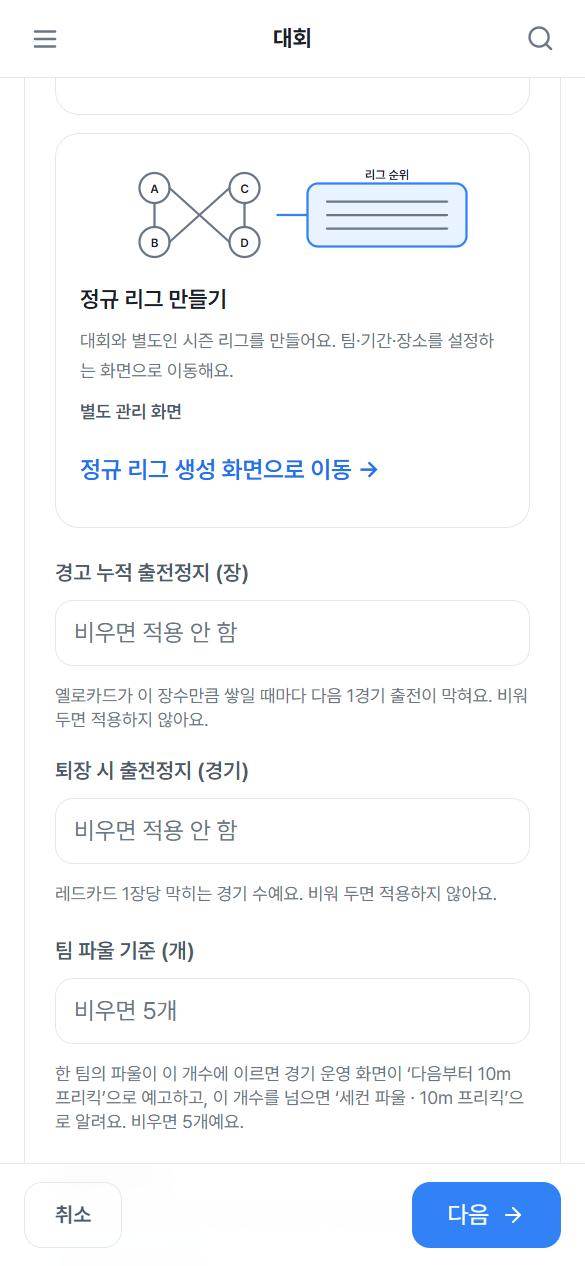 대회
리그 순위
A
C
B
D
정규 리그 만들기
대회와 별도인 시즌 리그를 만들어요. 팀·기간·장소를 설정하
는 화면으로 이동해요.
별도 관리 화면
정규 리그 생성 화면으로 이동 →
경고 누적 출전정지 (장)
비우면 적용 안 함
옐로카드가 이 장수만큼 쌓일 때마다 다음 1경기 출전이 막혀요. 비워
두면 적용하지 않아요.
퇴장 시 출전정지 (경기)
비우면 적용 안 함
레드카드 1장당 막히는 경기 수예요. 비워 두면 적용하지 않아요.
팀 파울 기준 (개)
비우면 5개
한 팀의 파울이 이 개수에 이르면 경기 운영 화면이 ‘다음부터 10m
프리킥’으로 예고하고, 이 개수를 넘으면 ‘세컨 파울 · 10m 프리킥’으
로 알려요. 비우면 5개예요.
취소
다음 →